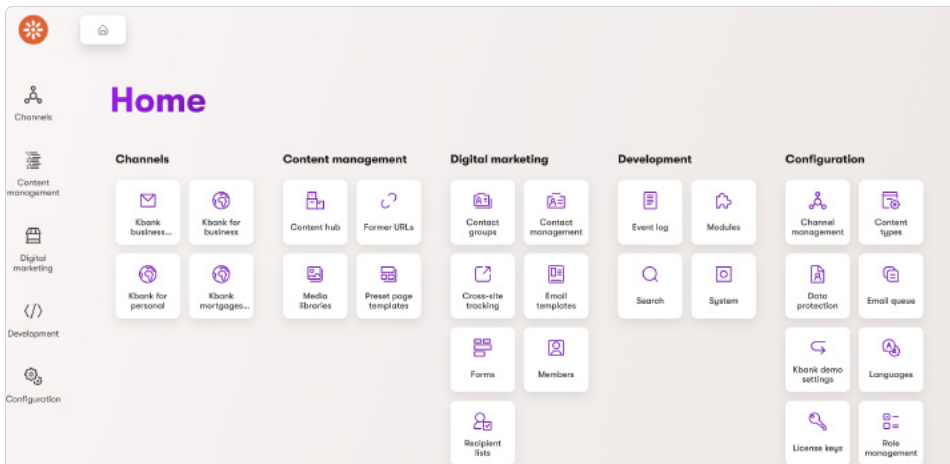 Home
Channels
Content management
Digital marketing
Development
Configuration
Channels
Kbank business...
Kbank for business
Kbank for personal
Kbank mortgages...
Content management
Content hub
Former URLs
Media libraries
Preset page templates
Digital marketing
Contact groups
Contact management
Cross-site tracking
Email templates
Forms
Members
Recipient lists
Development
Event log
Modules
Search
System
Configuration
Channel management
Content types
Data protection
Email queue
Kbank demo settings
Languages
License keys
Role management